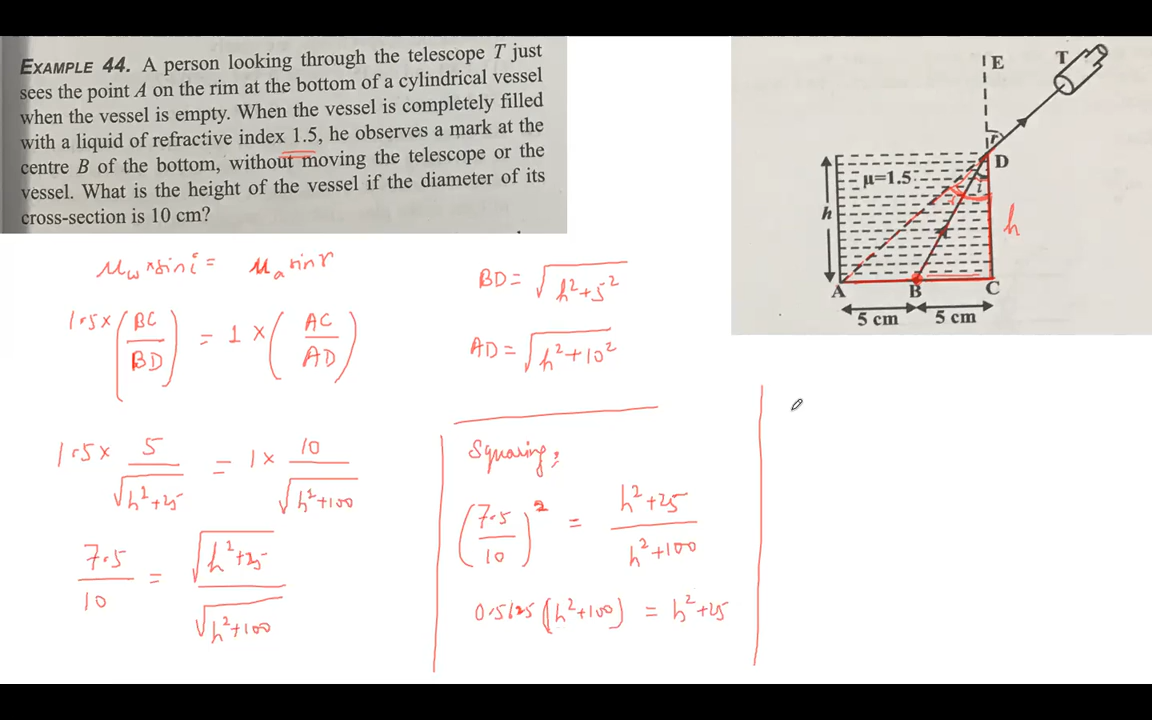 EXAMPLE 44. A person looking through the telescope T just
sees the point A on the rim at the bottom of a cylindrical vessel
when the vessel is empty. When the vessel is completely filled
with a liquid of refractive index 1.5, he observes a mark at the
centre B of the bottom, without moving the telescope or the
vessel. What is the height of the vessel if the diameter of its
cross-section is 10 cm?
E
T
r
D
μ=1.5
i
r
h
h
A
B
C
5 cm
5 cm
μw × sini = μa sinr
1.5 × (BC/BD) = 1 × (AC/AD)
1.5 × 5/√(h²+25) = 1 × 10/√(h²+100)
7.5/10 = √(h²+25)/√(h²+100)
BD = √(h²+5²)
AD = √(h²+10²)
Squaring;
(7.5/10)² = (h²+25)/(h²+100)
0.5625 (h²+100) = h²+25